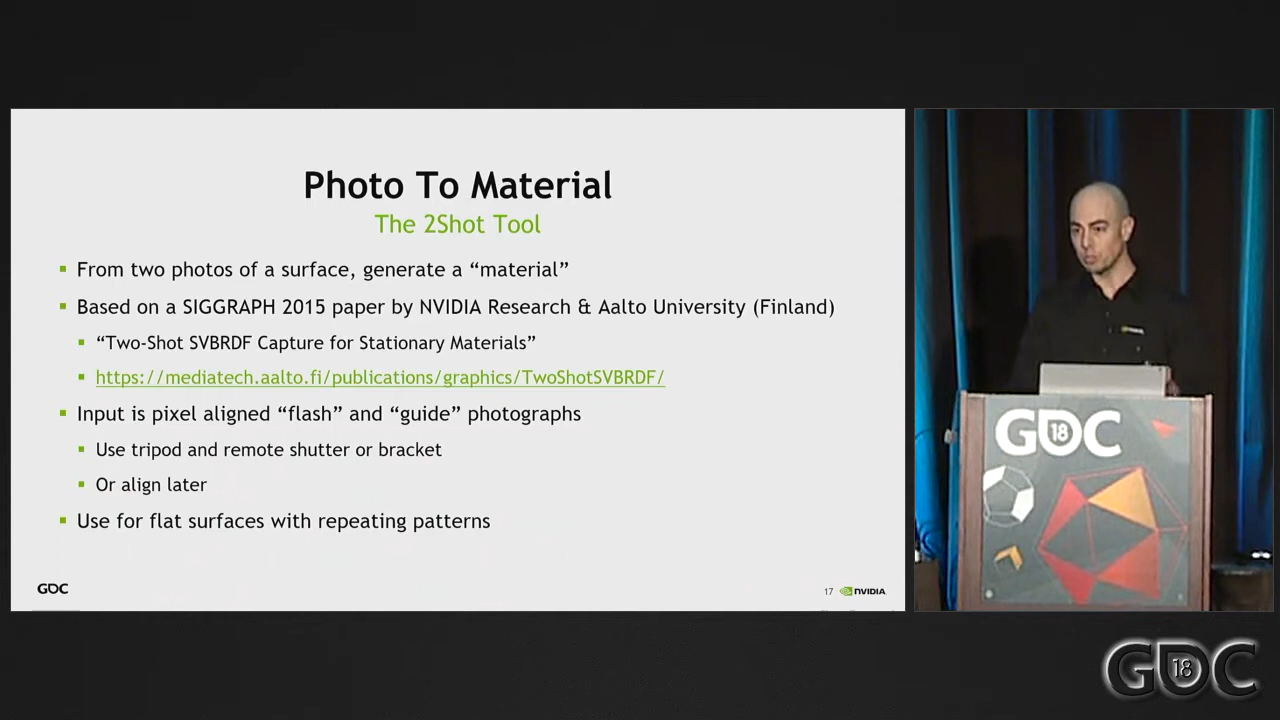 Photo To Material
The 2Shot Tool
▪ From two photos of a surface, generate a “material”
▪ Based on a SIGGRAPH 2015 paper by NVIDIA Research & Aalto University (Finland)
▪ “Two-Shot SVBRDF Capture for Stationary Materials”
▪ https://mediatech.aalto.fi/publications/graphics/TwoShotSVBRDF/
▪ Input is pixel aligned “flash” and “guide” photographs
▪ Use tripod and remote shutter or bracket
▪ Or align later
▪ Use for flat surfaces with repeating patterns
GDC
17 NVIDIA
GDC 18
GDC 18